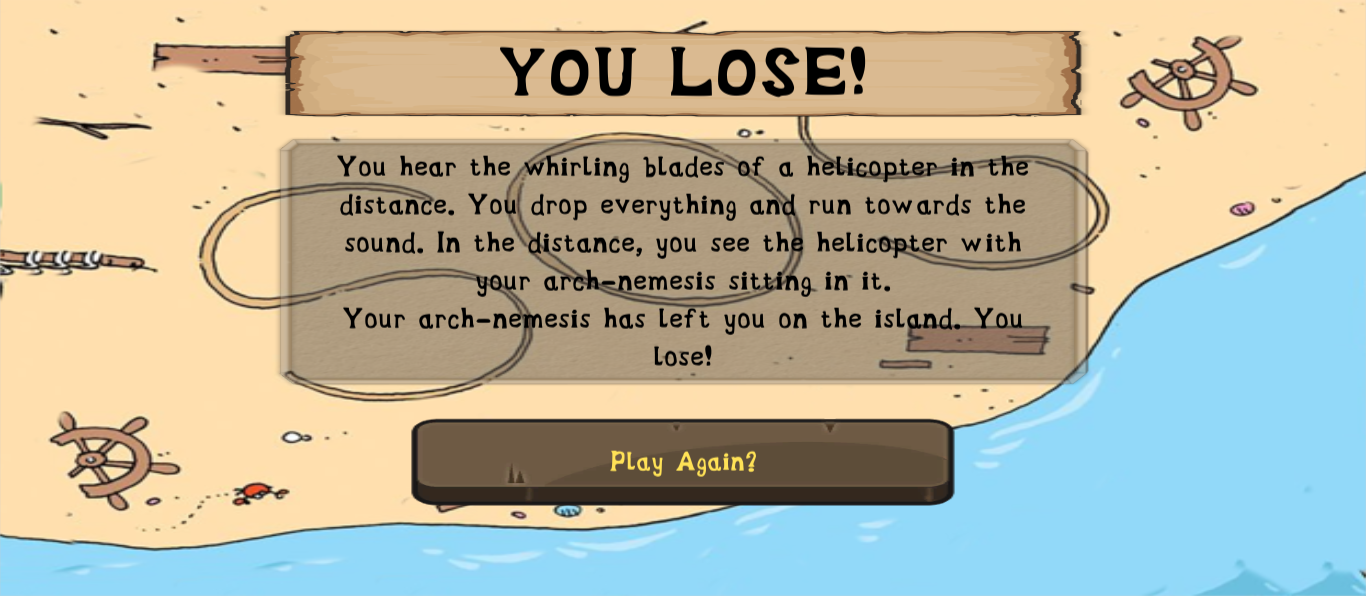 YOU LOSE!
You hear the whirling blades of a helicopter in the
distance. You drop everything and run towards the
sound. In the distance, you see the helicopter with
your arch-nemesis sitting in it.
Your arch-nemesis has left you on the island. You
lose!
Play Again?